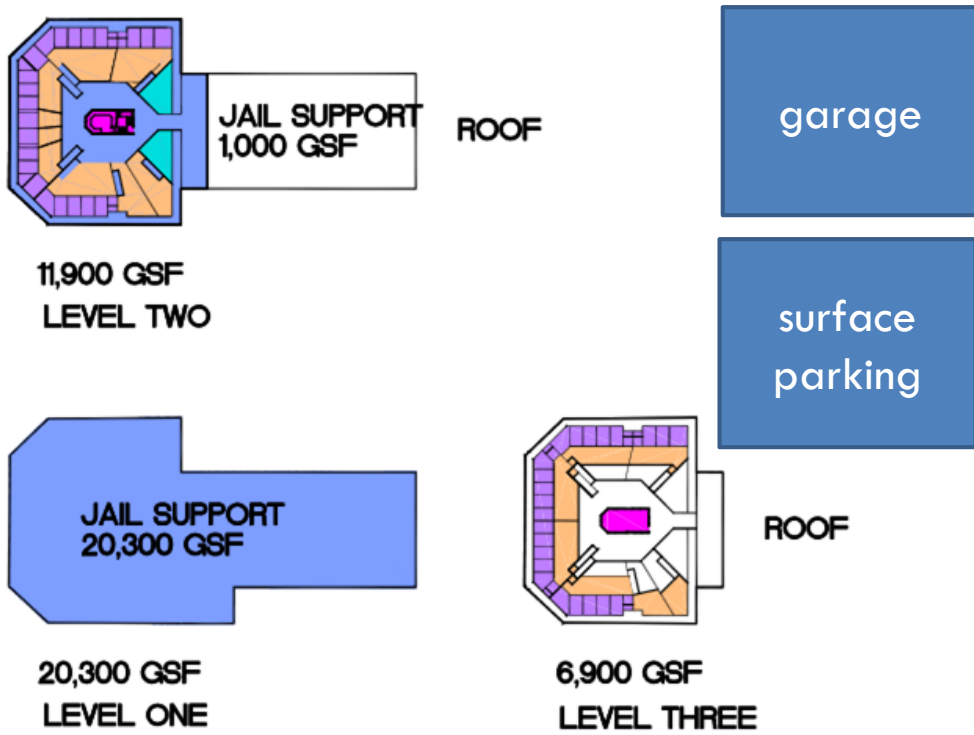 JAIL SUPPORT
1,000 GSF
ROOF
garage
11,900 GSF
LEVEL TWO
surface
parking
JAIL SUPPORT
20,300 GSF
ROOF
20,300 GSF
LEVEL ONE
6,900 GSF
LEVEL THREE